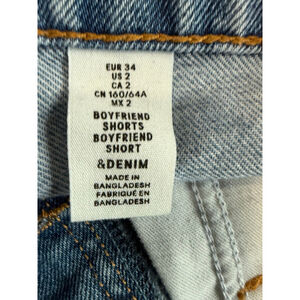 EUR 34
US 2
CA 2
CN 160/64A
MX 2
BOYFRIEND
SHORTS
BOYFRIEND
SHORT
&DENIM
MADE IN
BANGLADESH
FABRIQUÉ EN
BANGLADESH